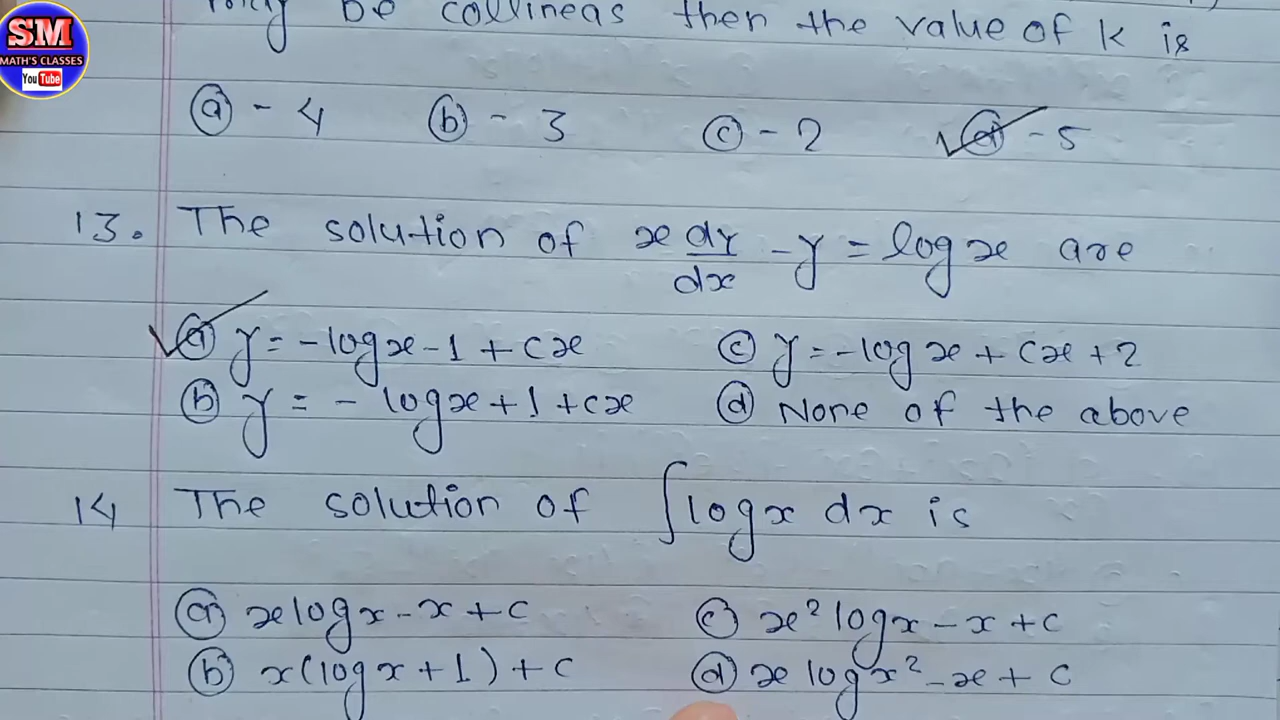 SM
MATH'S CLASSES
YouTube
be collineas then the value of k is
(a) - 4 (b) - 3 (c) - 2 (d) - 5
13. The solution of x dy/dx - y = log x are
(a) y = -log x - 1 + cx (c) y = -log x + cx + 2
(b) y = - log x + 1 + cx (d) None of the above
14 The solution of ∫ log x dx is
(a) x log x - x + c (c) x² log x - x + c
(b) x (log x + 1) + c (d) x log x² - x + c